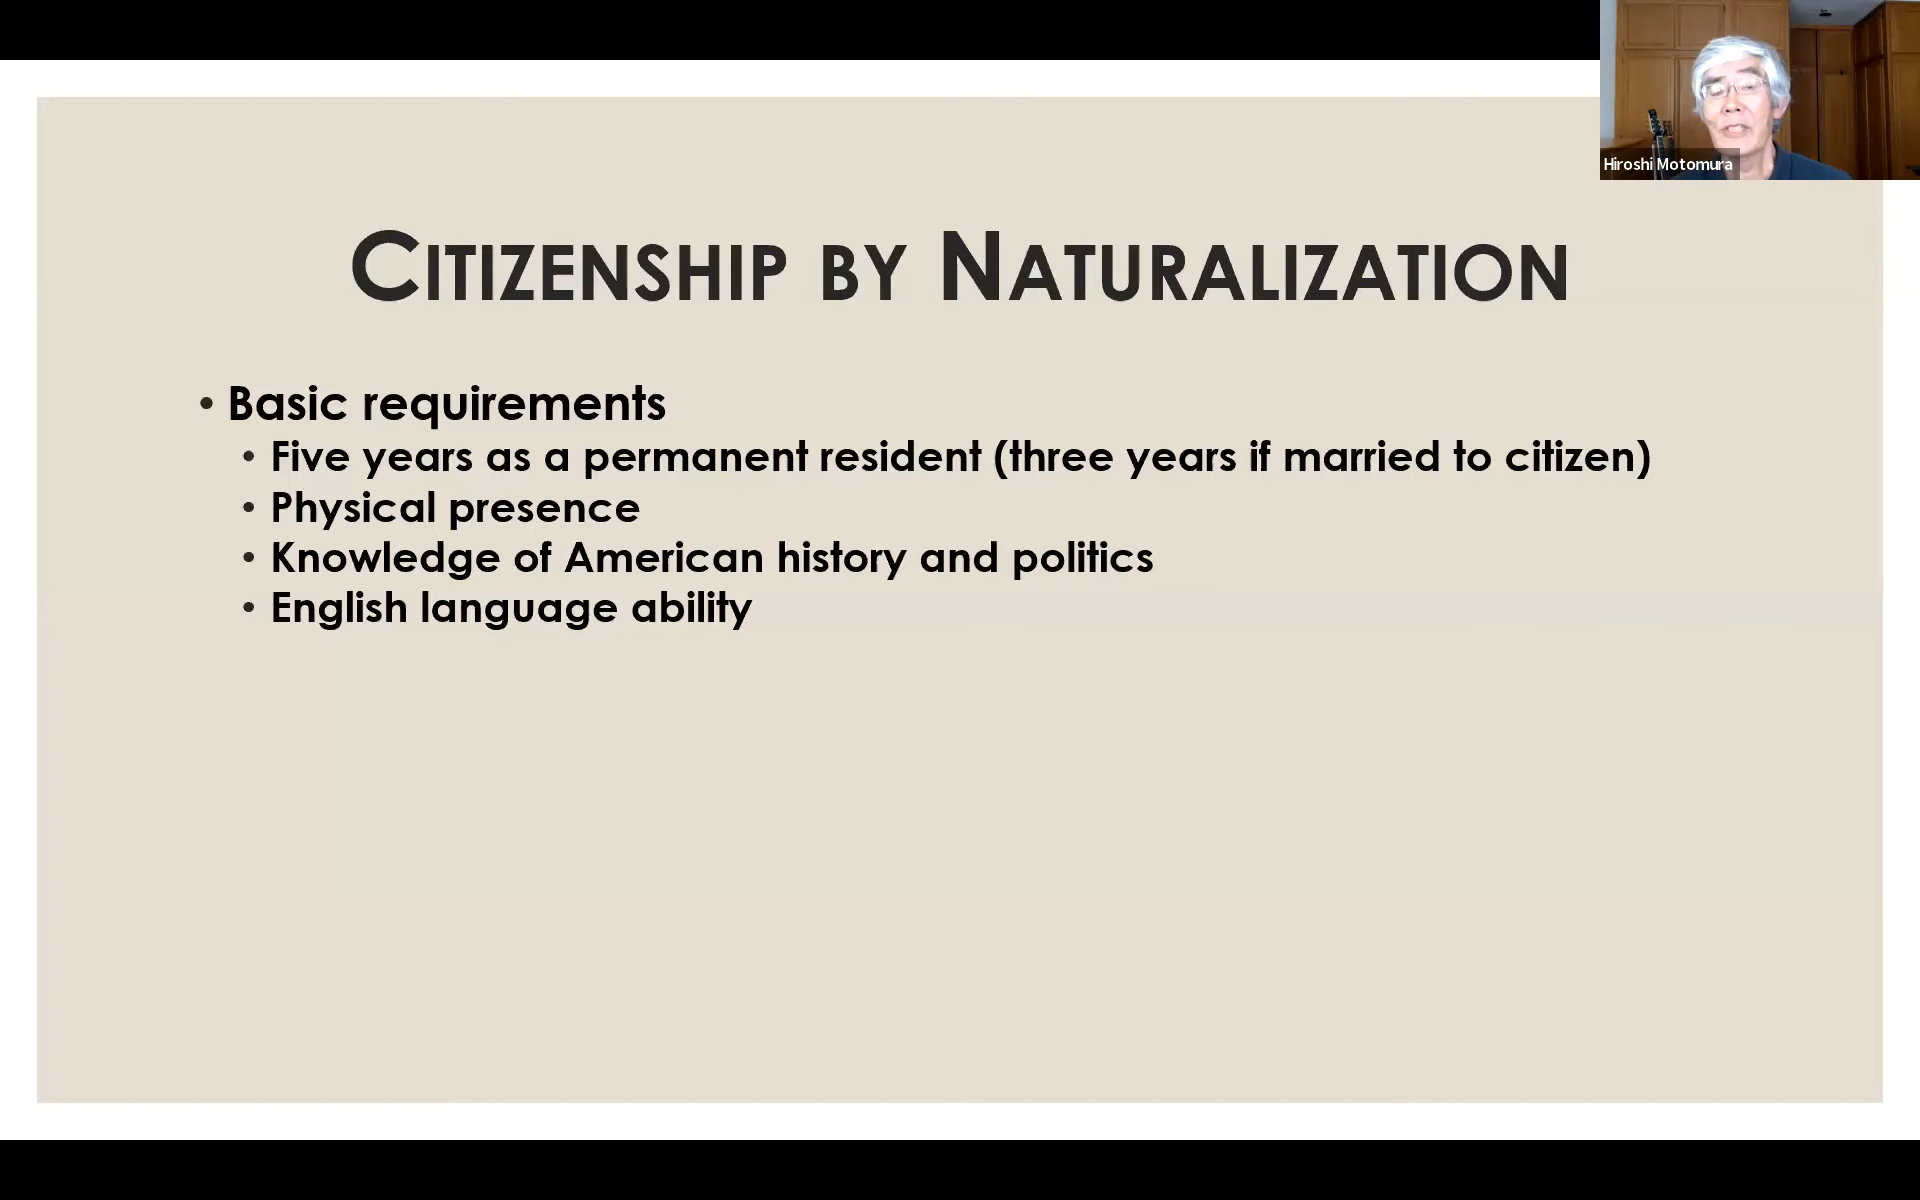 Hiroshi Motomura
Citizenship by Naturalization
• Basic requirements
• Five years as a permanent resident (three years if married to citizen)
• Physical presence
• Knowledge of American history and politics
• English language ability